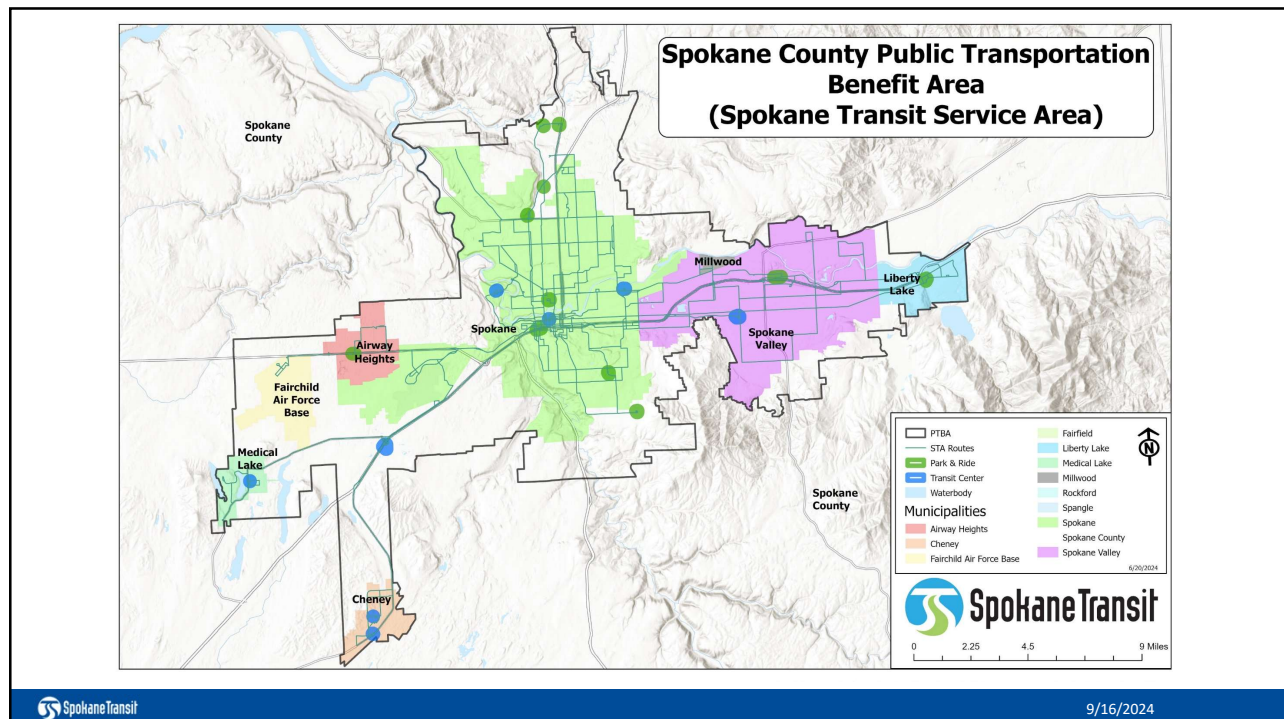 Spokane County Public Transportation
Benefit Area
(Spokane Transit Service Area)
Spokane
County
Millwood
Liberty
Lake
Spokane
Spokane
Valley
Airway
Heights
Fairchild
Air Force
Base
Medical
Lake
Spokane
County
Cheney
PTBA
STA Routes
Park & Ride
Transit Center
Waterbody
Municipalities
Airway Heights
Cheney
Fairchild Air Force Base
Fairfield
Liberty Lake
Medical Lake
Millwood
Rockford
Spangle
Spokane
Spokane County
Spokane Valley
N
6/20/2024
SpokaneTransit
0 2.25 4.5 9 Miles
SpokaneTransit
9/16/2024